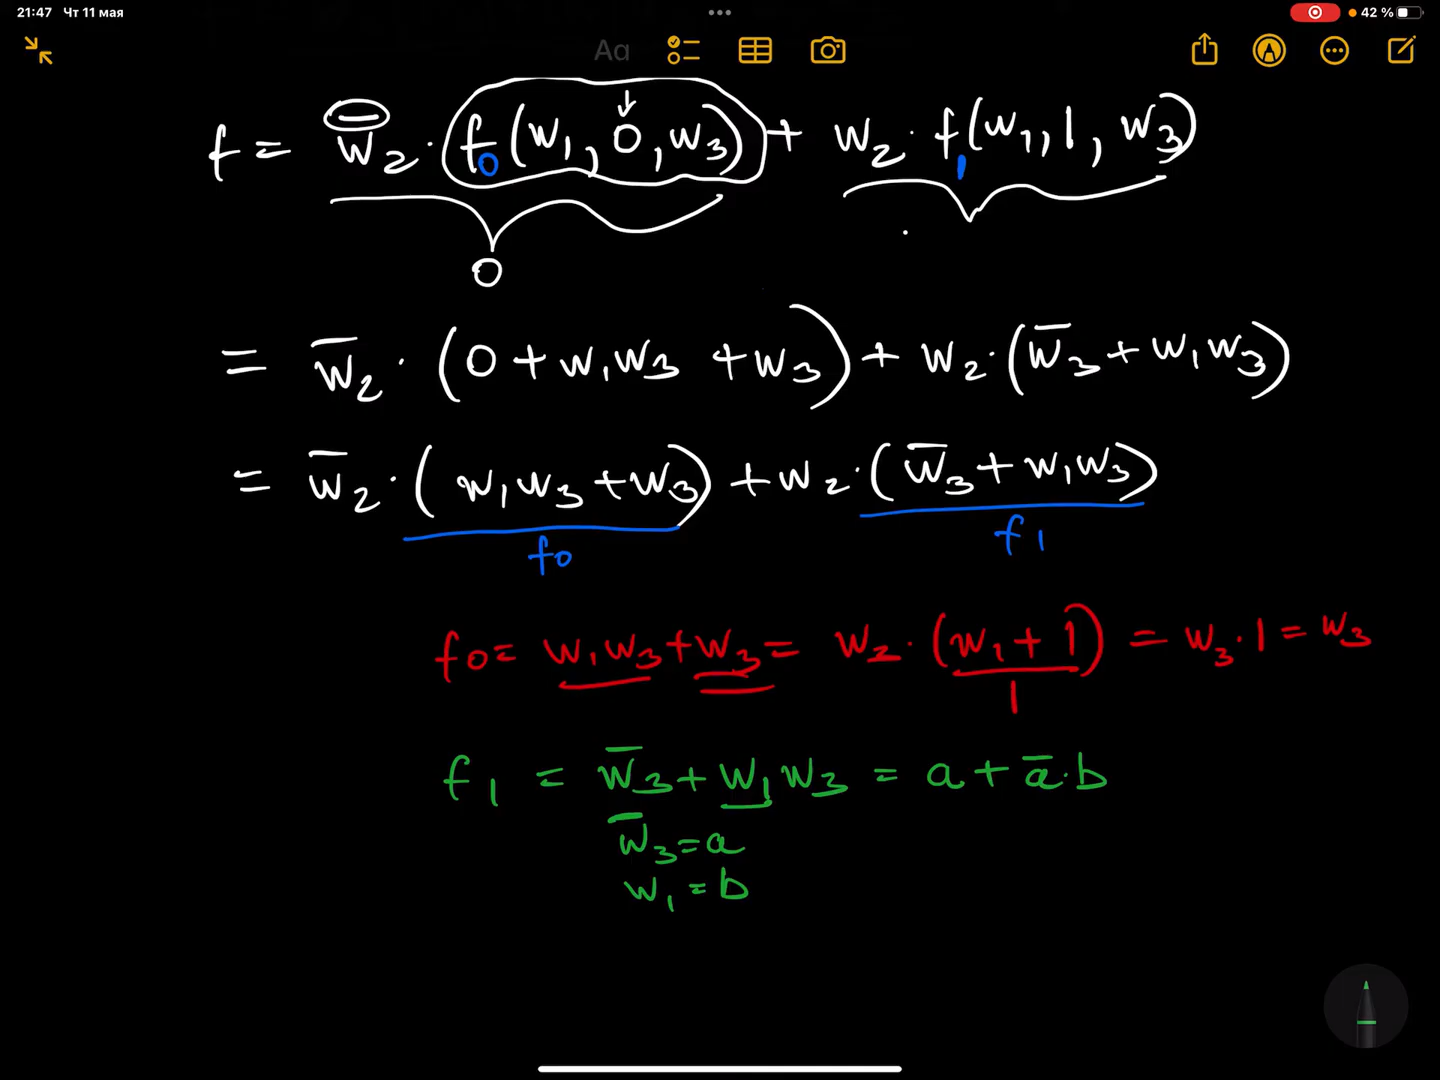 21:47 Чт 11 мая 42 %
Aa
f = w̅₂ · f₀(w₁, 0, w₃) + w₂ · f₁(w₁, 1, w₃)
0
= w̅₂ · (0 + w₁w₃ + w₃) + w₂ · (w̅₃ + w₁w₃)
= w̅₂ · (w₁w₃ + w₃) + w₂ · (w̅₃ + w₁w₃)
f₀ f₁
f₀ = w₁w₃ + w₃ = w₂ · (w₁ + 1) = w₃ · 1 = w₃
1
f₁ = w̅₃ + w₁w₃ = a + a̅ · b
w̅₃ = a
w₁ = b